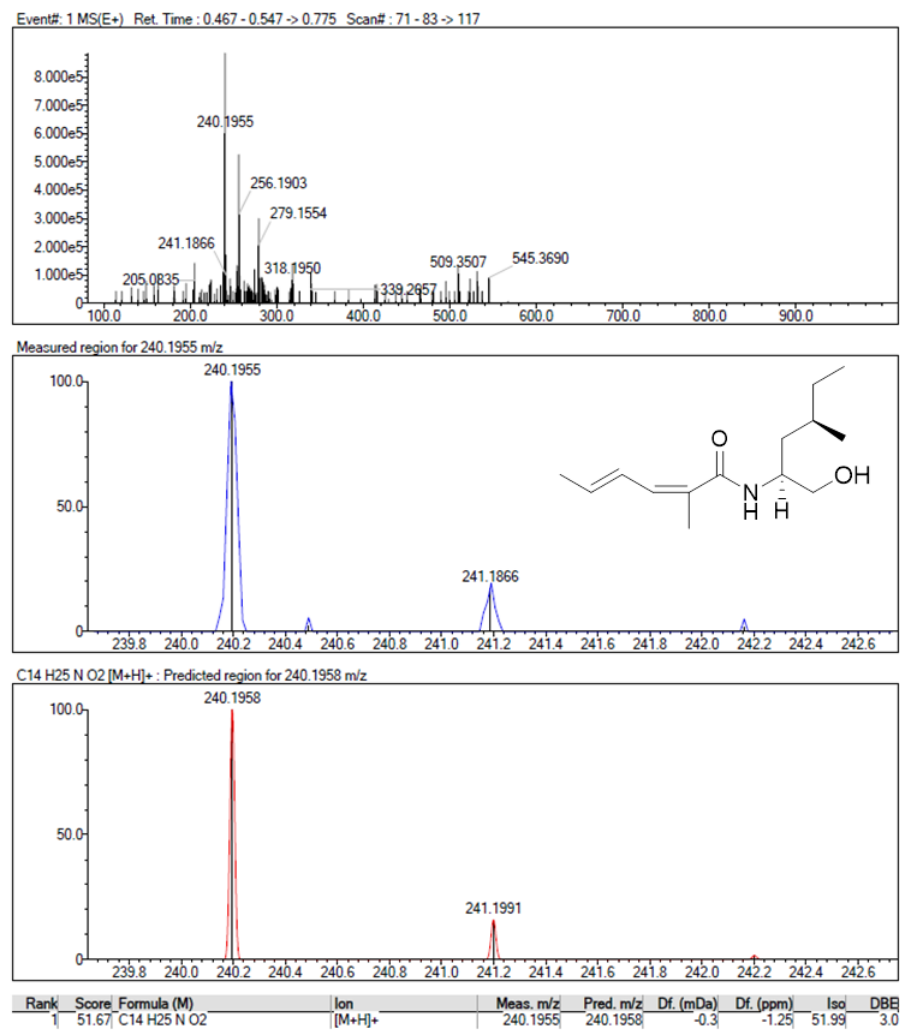 Event#: 1 MS(E+) Ret. Time : 0.467 - 0.547 -> 0.775 Scan# : 71 - 83 -> 117
8.000e5
7.000e5
6.000e5
5.000e5
4.000e5
3.000e5
2.000e5
1.000e5
0
240.1955
256.1903
279.1554
241.1866
205.0835
318.1950
339.2657
509.3507
545.3690
100.0 200.0 300.0 400.0 500.0 600.0 700.0 800.0 900.0
Measured region for 240.1955 m/z
240.1955
100.0
50.0
0
241.1866
O
N
H
H
OH
239.8 240.0 240.2 240.4 240.6 240.8 241.0 241.2 241.4 241.6 241.8 242.0 242.2 242.4 242.6
C14 H25 N O2 [M+H]+ : Predicted region for 240.1958 m/z
240.1958
100.0
50.0
0
241.1991
239.8 240.0 240.2 240.4 240.6 240.8 241.0 241.2 241.4 241.6 241.8 242.0 242.2 242.4 242.6
Rank Score Formula (M) Ion Meas. m/z Pred. m/z Df. (mDa) Df. (ppm) Iso DBE
1 51.67 C14 H25 N O2 [M+H]+ 240.1955 240.1958 -0.3 -1.25 51.99 3.0